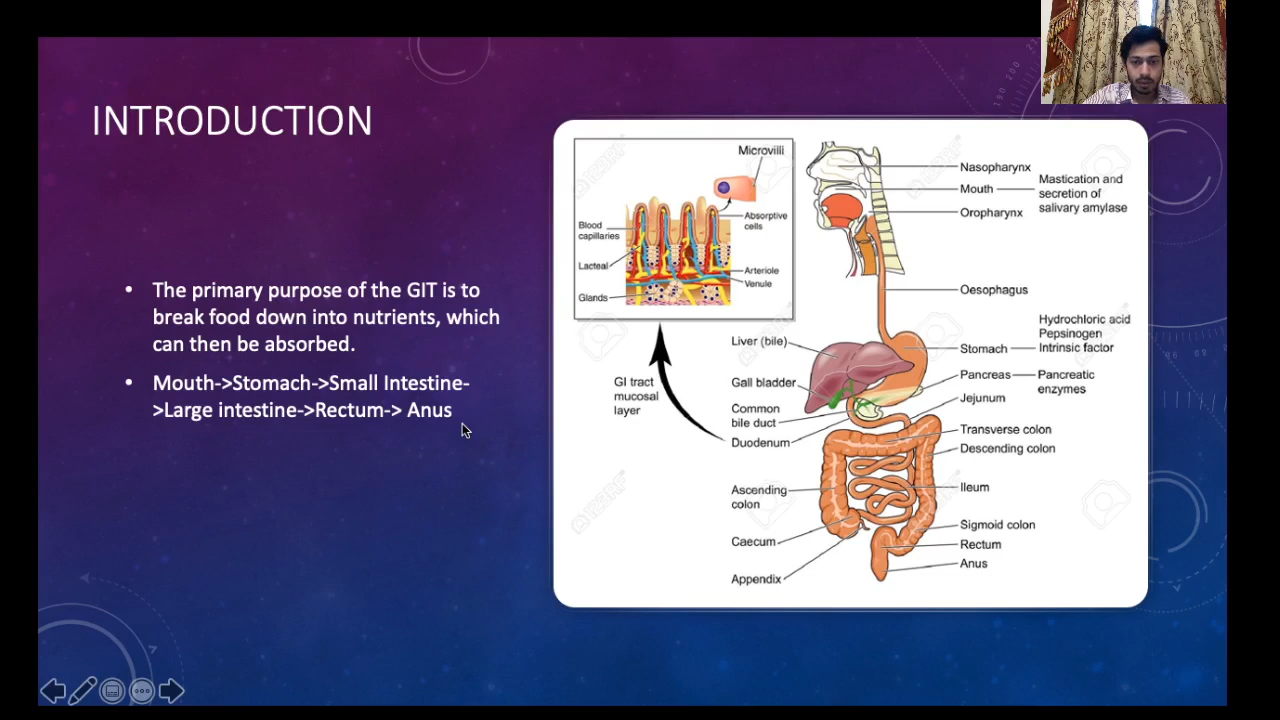 INTRODUCTION
• The primary purpose of the GIT is to
break food down into nutrients, which
can then be absorbed.
• Mouth->Stomach->Small Intestine-
>Large intestine->Rectum-> Anus
Microvilli
Blood
capillaries
Absorptive
cells
Lacteal
Arteriole
Venule
Glands
GI tract
mucosal
layer
Nasopharynx
Mouth
Mastication and
secretion of
salivary amylase
Oropharynx
Oesophagus
Liver (bile)
Stomach
Hydrochloric acid
Pepsinogen
Intrinsic factor
Gall bladder
Pancreas
Pancreatic
enzymes
Common
bile duct
Jejunum
Duodenum
Transverse colon
Descending colon
Ascending
colon
Ileum
Caecum
Sigmoid colon
Rectum
Appendix
Anus
123RF
123RF